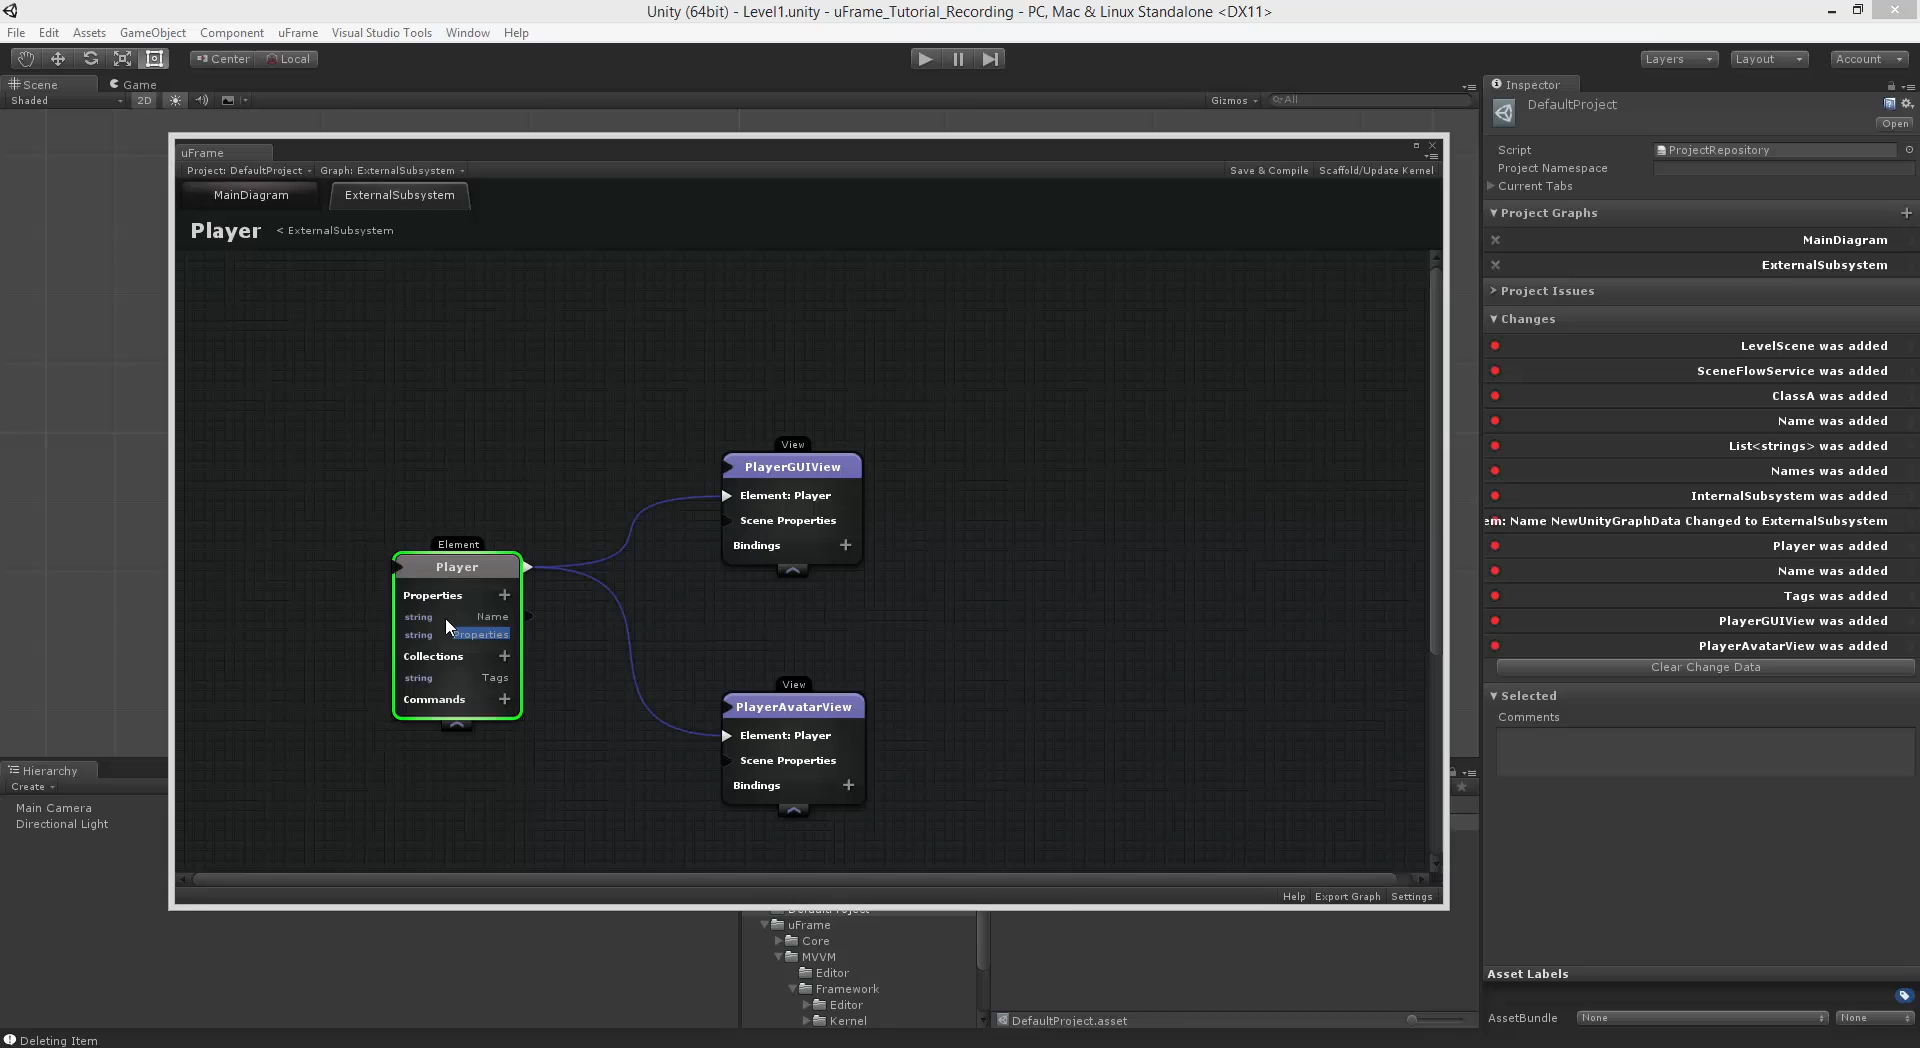 Unity (64bit) - Level1.unity - uFrame_Tutorial_Recording - PC, Mac & Linux Standalone <DX11>
File Edit Assets GameObject Component uFrame Visual Studio Tools Window Help
Center Local Layers Layout Account
Scene Game
Shaded 2D Gizmos All
Inspector
DefaultProject
Open
Script ProjectRepository
Project Namespace
Current Tabs
Project Graphs
MainDiagram
ExternalSubsystem
Project Issues
Changes
LevelScene was added
SceneFlowService was added
ClassA was added
Name was added
List<strings> was added
Names was added
InternalSubsystem was added
em: Name NewUnityGraphData Changed to ExternalSubsystem
Player was added
Name was added
Tags was added
PlayerGUIView was added
PlayerAvatarView was added
Clear Change Data
Selected
Comments
Asset Labels
AssetBundle None None
uFrame
Project: DefaultProject Graph: ExternalSubsystem Save & Compile Scaffold/Update Kernel
MainDiagram ExternalSubsystem
Player < ExternalSubsystem
Element
Player
Properties
string Name
string Properties
Collections
string Tags
Commands
View
PlayerGUIView
Element: Player
Scene Properties
Bindings
View
PlayerAvatarView
Element: Player
Scene Properties
Bindings
Help Export Graph Settings
Hierarchy
Create
Main Camera
Directional Light
DefaultProject
uFrame
Core
MVVM
Editor
Framework
Editor
Kernel
DefaultProject.asset
Deleting Item